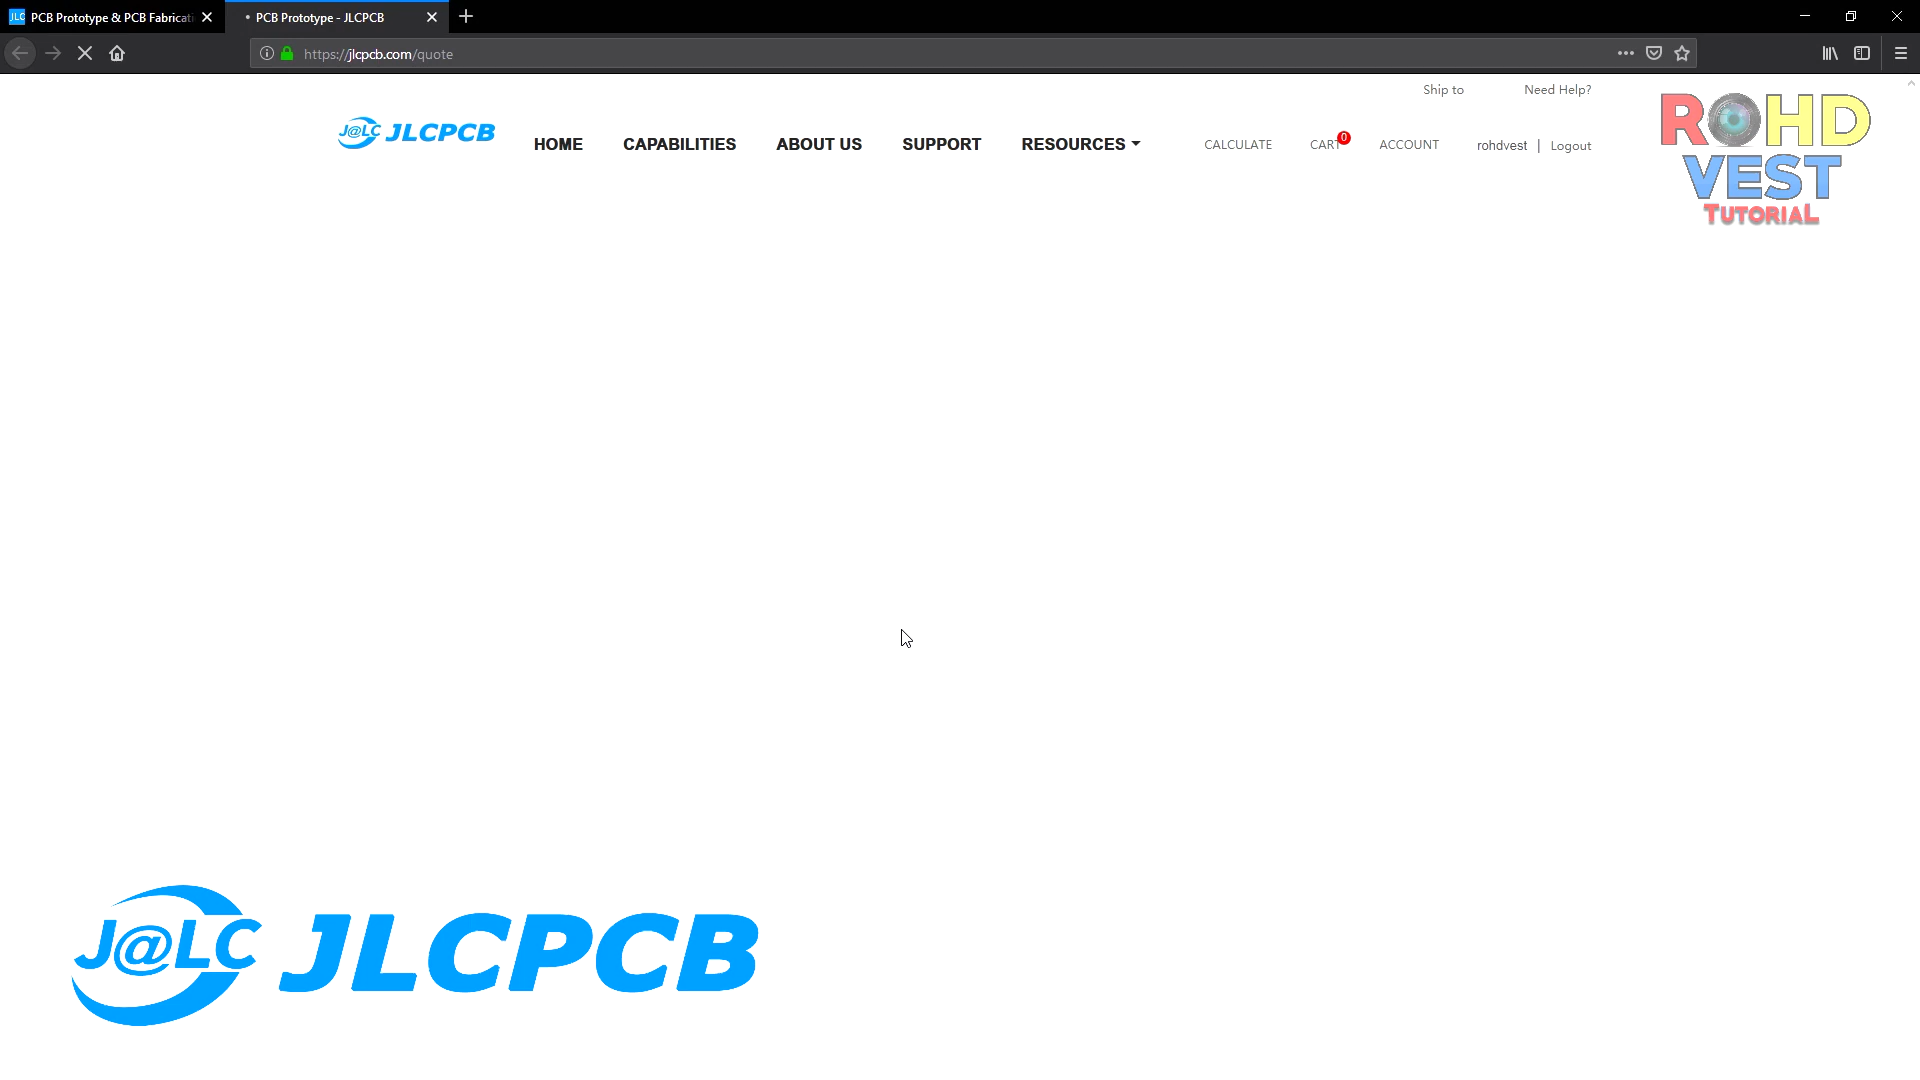 JLC PCB Prototype & PCB Fabricati
PCB Prototype - JLCPCB
https://jlcpcb.com/quote
Ship to Need Help?
J@LC JLCPCB HOME CAPABILITIES ABOUT US SUPPORT RESOURCES CALCULATE CART 0 ACCOUNT rohdvest | Logout
ROHD
VEST
TUTORIAL
J@LC JLCPCB